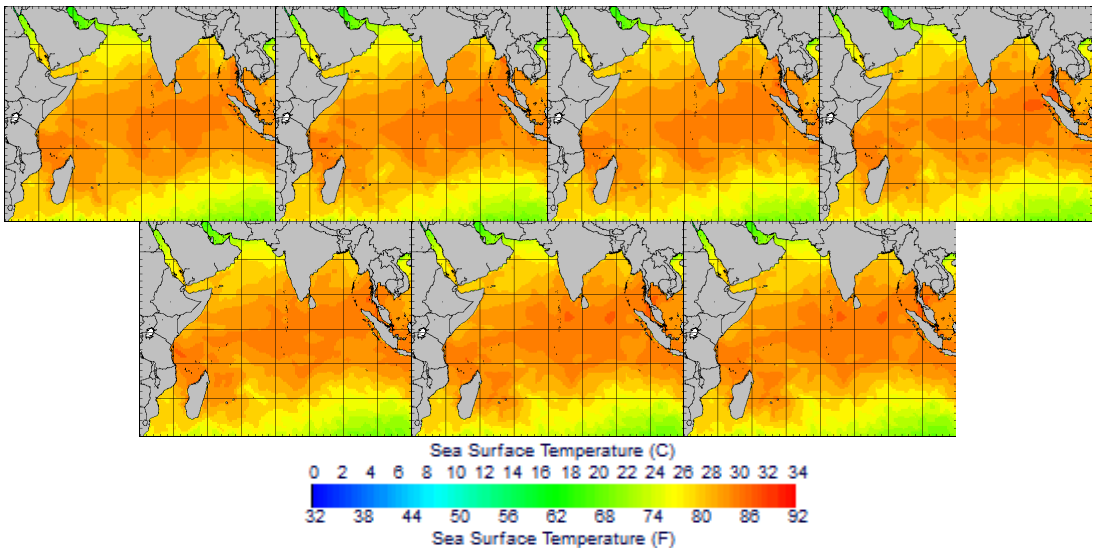 Sea Surface Temperature (C)
0 2 4 6 8 10 12 14 16 18 20 22 24 26 28 30 32 34
32 38 44 50 56 62 68 74 80 86 92
Sea Surface Temperature (F)